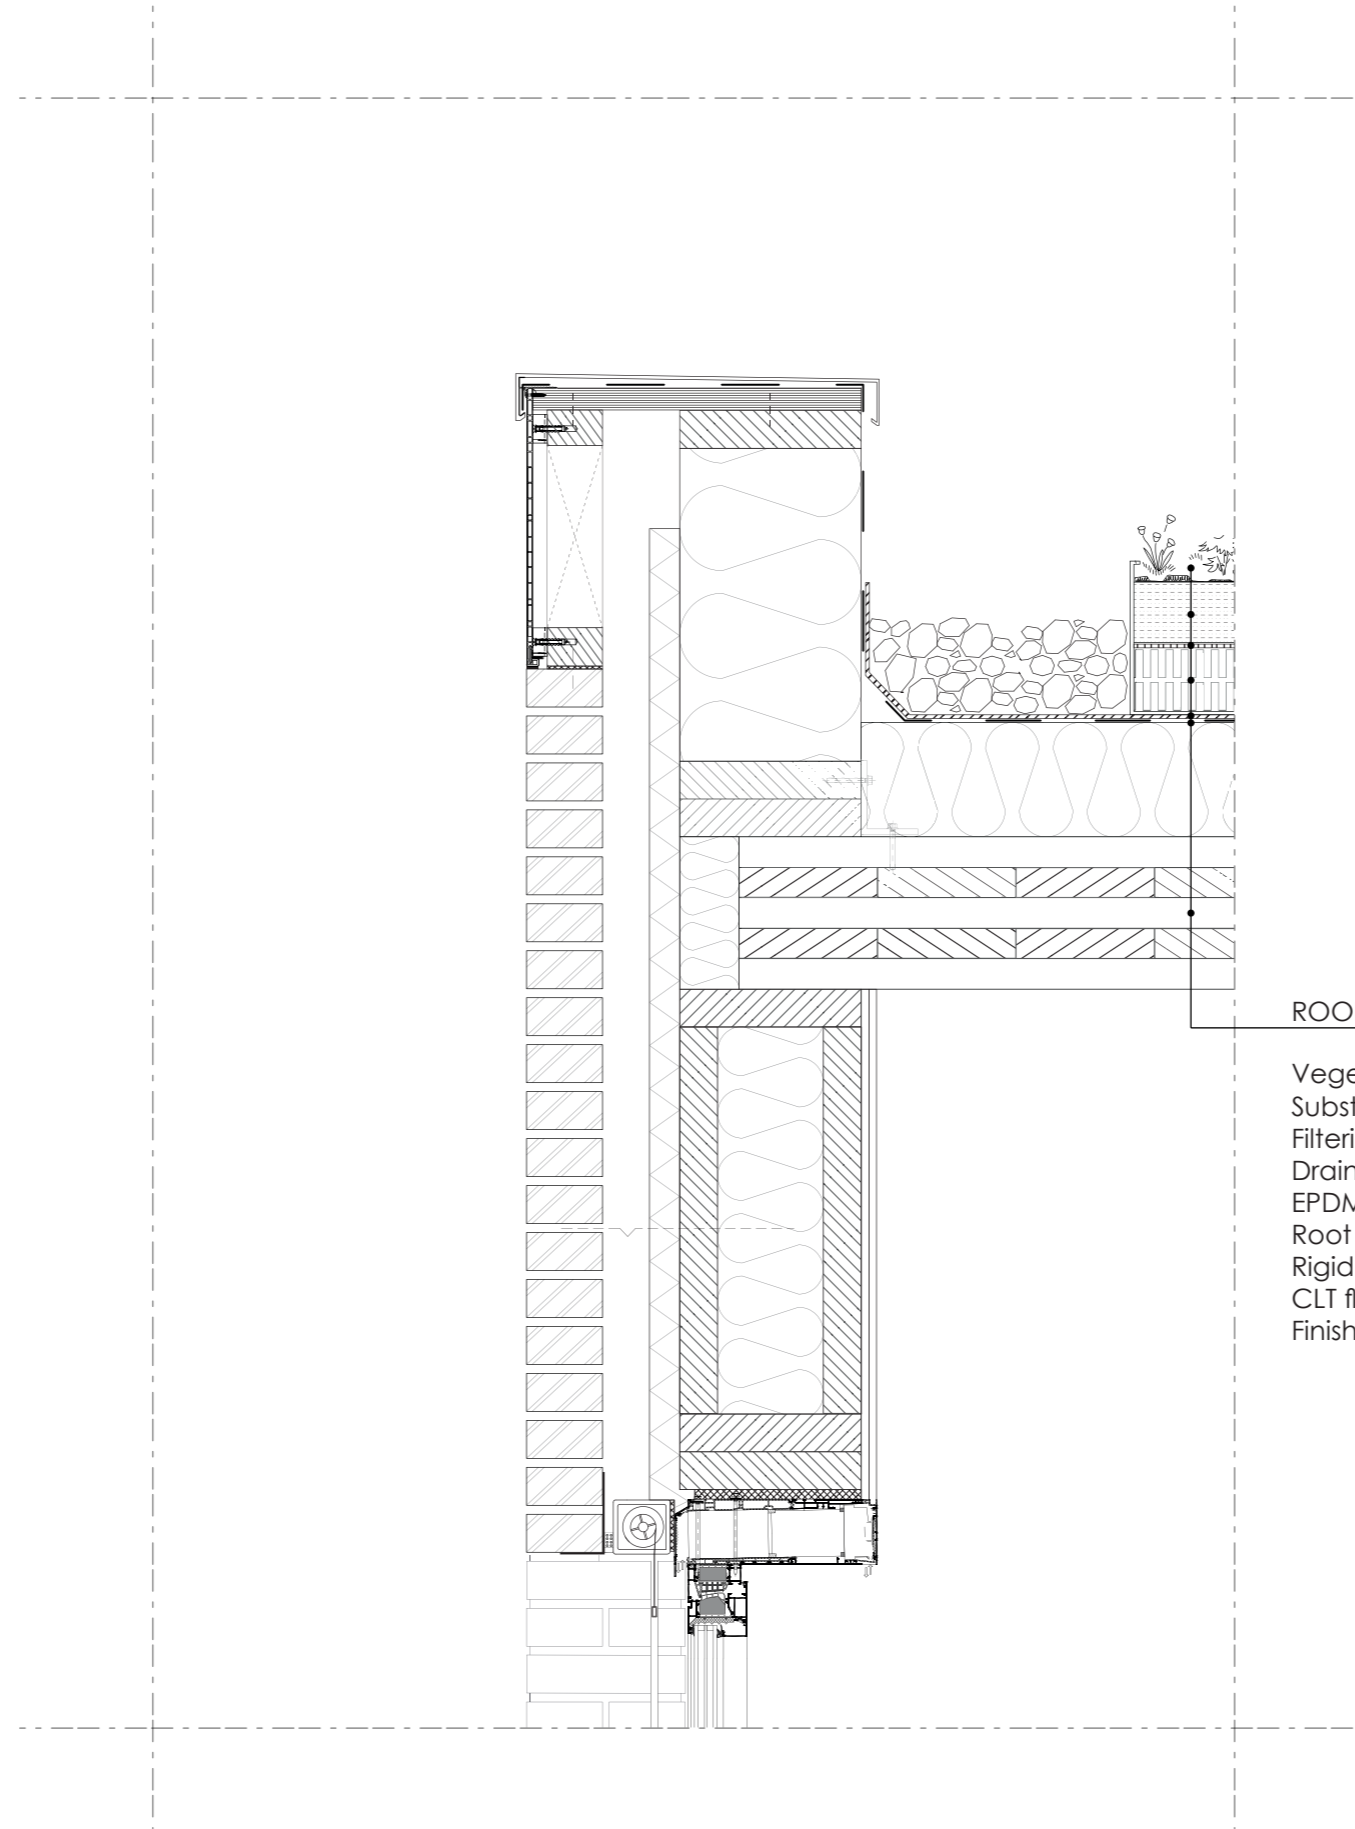 ROO
Vege
Subst
Filteri
Drain
EPDM
Root
Rigid
CLT fl
Finish